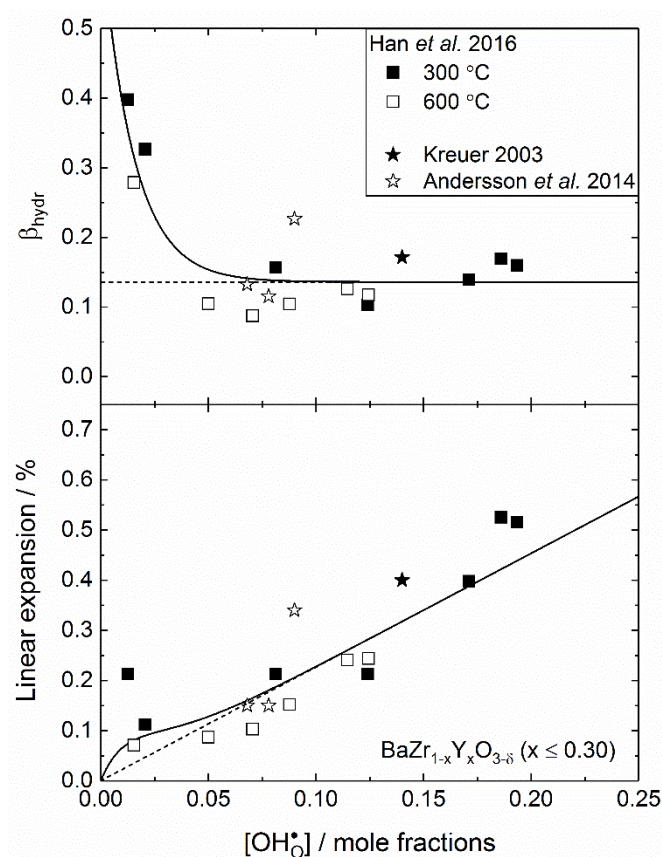 Han et al. 2016
300 °C
600 °C
Kreuer 2003
Andersson et al. 2014
0.5
0.4
0.3
0.2
0.1
0.0
βhydr
0.7
0.6
0.5
0.4
0.3
0.2
0.1
0.0
Linear expansion / %
BaZr1-xYxO3-δ (x ≤ 0.30)
0.00 0.05 0.10 0.15 0.20 0.25
[OH•O] / mole fractions